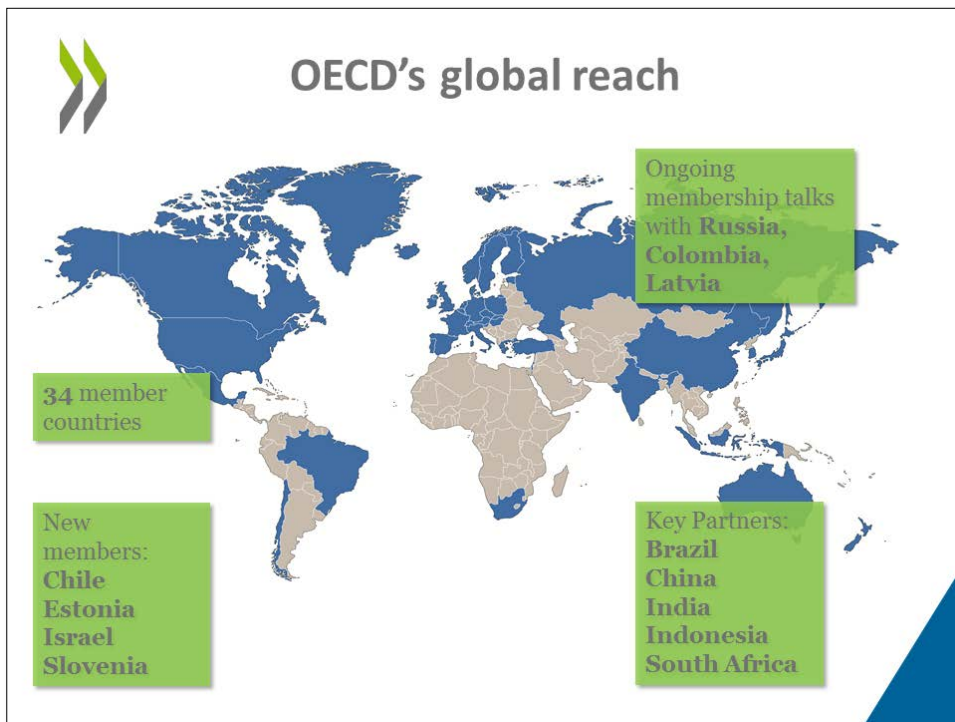 OECD's global reach
Ongoing
membership talks
with Russia,
Colombia,
Latvia
34 member
countries
New
members:
Chile
Estonia
Israel
Slovenia
Key Partners:
Brazil
China
India
Indonesia
South Africa